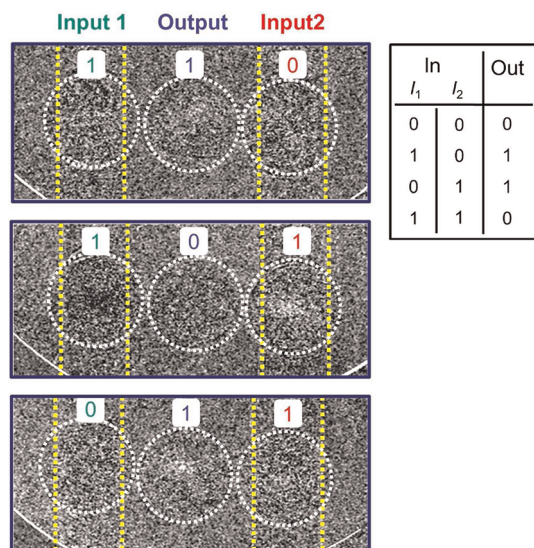 Input 1 Output Input2
1 1 0
1 0 1
0 1 1
In Out
I₁ I₂
0 0 0
1 0 1
0 1 1
1 1 0